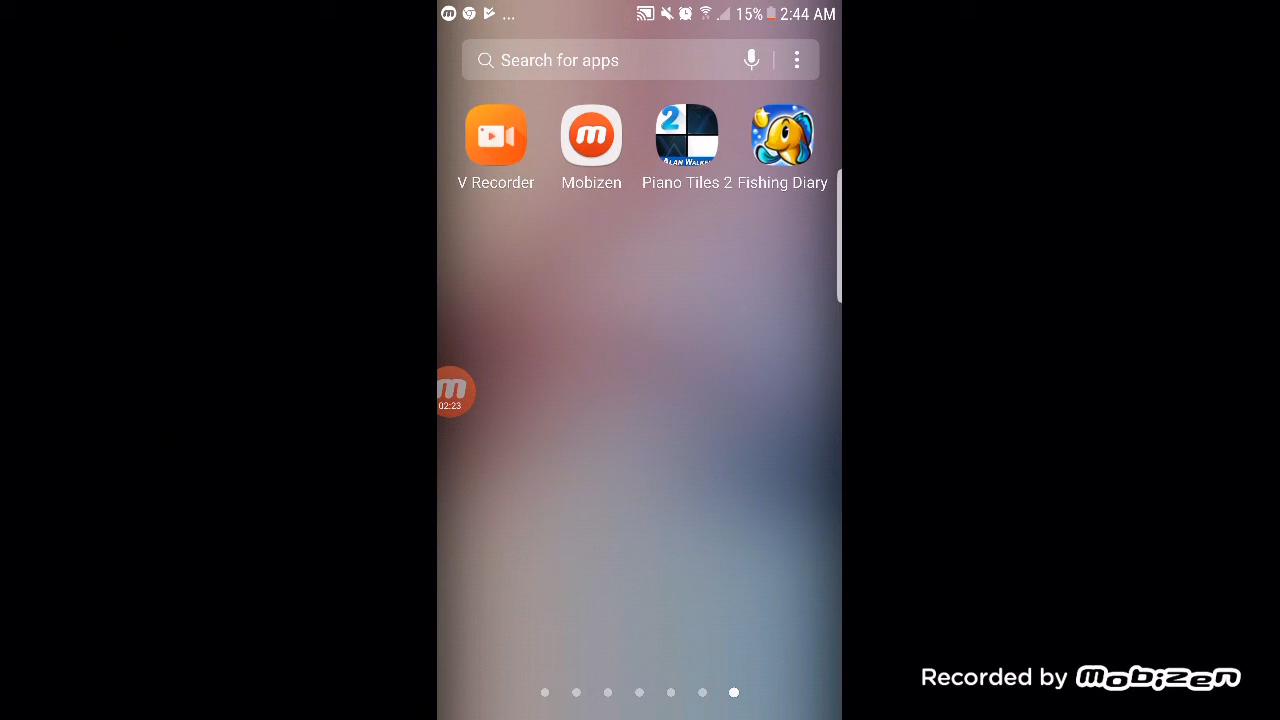 ... 15% 2:44 AM
Search for apps
2
ALAN WALKER
V Recorder Mobizen Piano Tiles 2 Fishing Diary
m
02:23
Recorded by mobizen